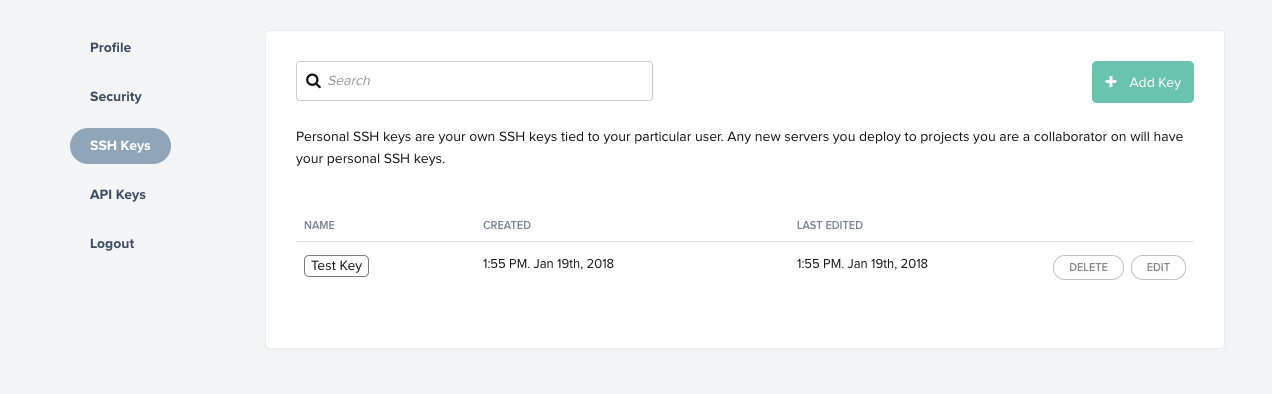 Profile
Security
SSH Keys
API Keys
Logout
Search
Add Key
Personal SSH keys are your own SSH keys tied to your particular user. Any new servers you deploy to projects you are a collaborator on will have
your personal SSH keys.
NAME CREATED LAST EDITED
Test Key 1:55 PM. Jan 19th, 2018 1:55 PM. Jan 19th, 2018 DELETE EDIT